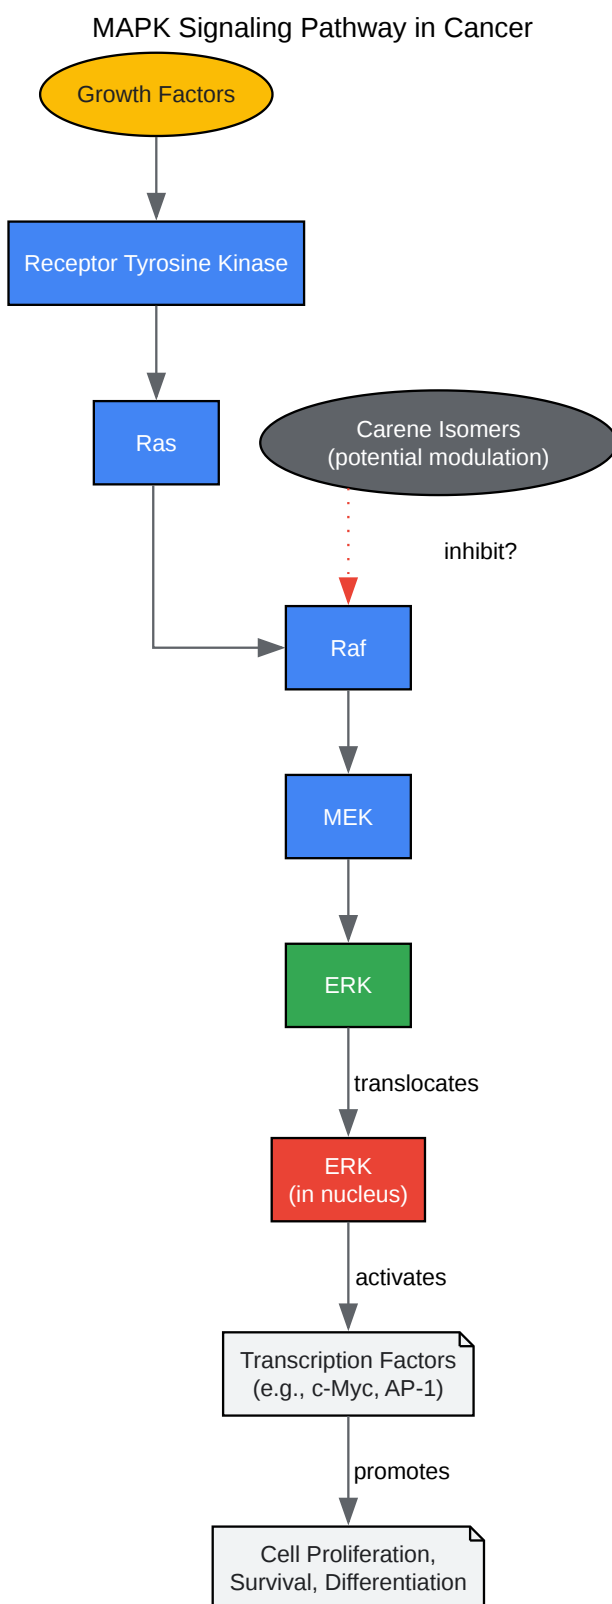 MAPK Signaling Pathway in Cancer
Growth Factors
Receptor Tyrosine Kinase
Ras
Carene Isomers
(potential modulation)
inhibit?
Raf
MEK
ERK
translocates
ERK
(in nucleus)
activates
Transcription Factors
(e.g., c-Myc, AP-1)
promotes
Cell Proliferation,
Survival, Differentiation